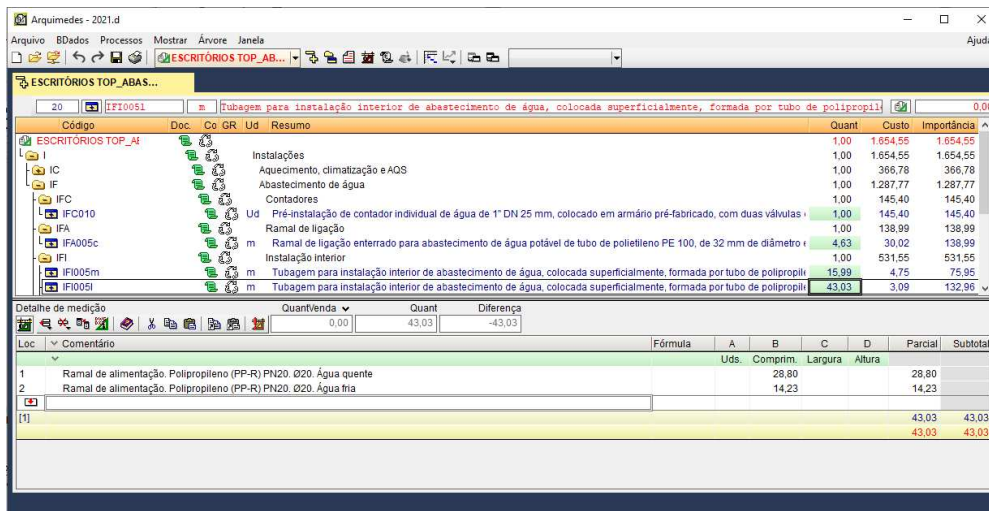 Arquimedes - 2021.d
Arquivo BDados Processos Mostrar Árvore Janela Ajuda
ESCRITÓRIOS TOP_AB...
ESCRITÓRIOS TOP_ABAS...
20 IFI005l m Tubagem para instalação interior de abastecimento de água, colocada superficialmente, formada por tubo de polipropil 0,00
Código Doc. Co GR Ud Resumo Quant Custo Importância
ESCRITÓRIOS TOP_AE 1,00 1.654,55 1.654,55
I Instalações 1,00 1.654,55 1.654,55
IC Aquecimento, climatização e AQS 1,00 366,78 366,78
IF Abastecimento de água 1,00 1.287,77 1.287,77
IFC Contadores 1,00 145,40 145,40
IFC010 Ud Pré-instalação de contador individual de água de 1" DN 25 mm, colocado em armário pré-fabricado, com duas válvulas 1,00 145,40 145,40
IFA Ramal de ligação 1,00 138,99 138,99
IFA005c m Ramal de ligação enterrado para abastecimento de água potável de tubo de polietileno PE 100, de 32 mm de diâmetro e 4,63 30,02 138,99
IFI Instalação interior 1,00 531,55 531,55
IFI005m m Tubagem para instalação interior de abastecimento de água, colocada superficialmente, formada por tubo de polipropile 15,99 4,75 75,95
IFI005l m Tubagem para instalação interior de abastecimento de água, colocada superficialmente, formada por tubo de polipropile 43,03 3,09 132,96
Detalhe de medição Quant\Venda Quant Diferença
0,00 43,03 -43,03
Loc Comentário Fórmula A B C D Parcial Subtotal
Uds. Comprim. Largura Altura
1 Ramal de alimentação. Polipropileno (PP-R) PN20. Ø20. Água quente 28,80 28,80
2 Ramal de alimentação. Polipropileno (PP-R) PN20. Ø20. Água fria 14,23 14,23
[1] 43,03 43,03
43,03 43,03